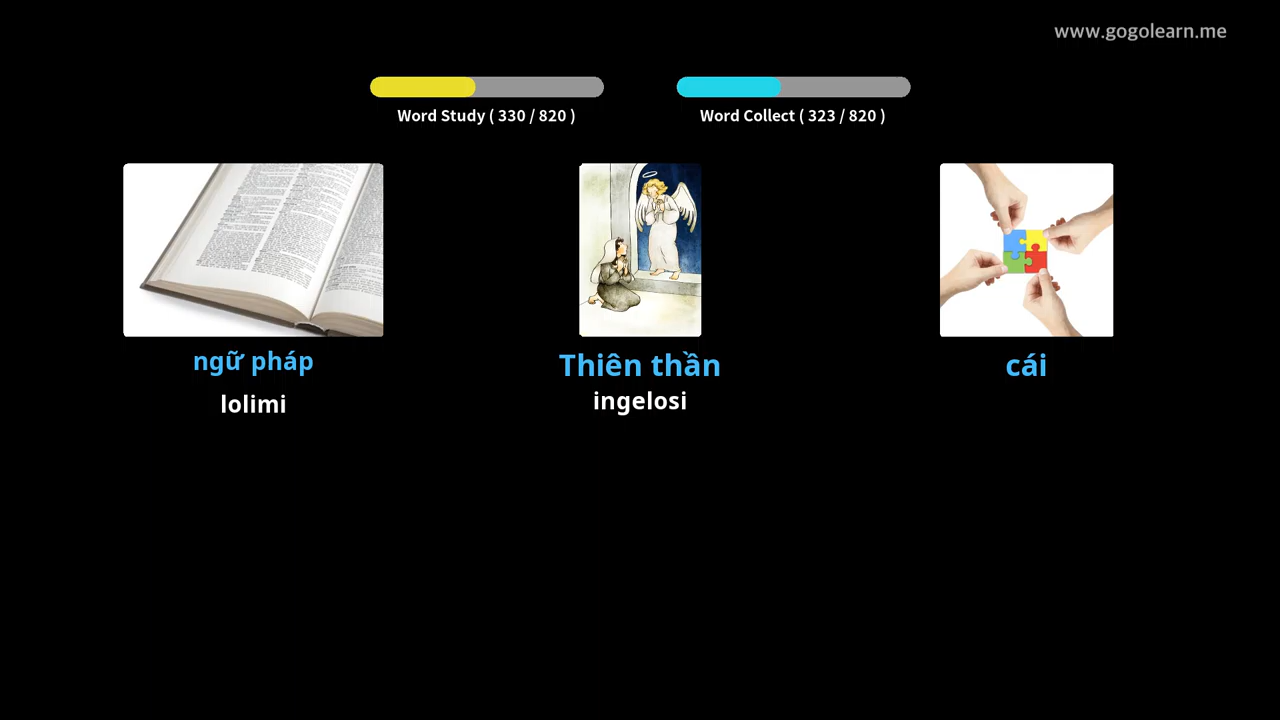 www.gogolearn.me
Word Study ( 330 / 820 )
Word Collect ( 323 / 820 )
ngữ pháp
lolimi
Thiên thần
ingelosi
cái